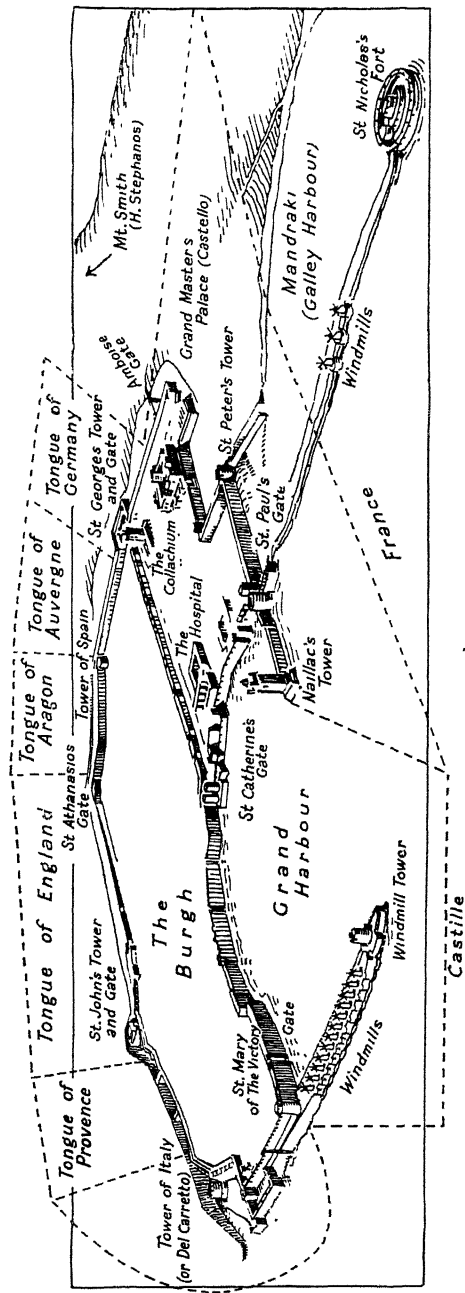 Tongue of
Provence
Tongue of England
Tongue of
Aragon
Tongue of
Auvergne
Tongue of
Germany
Mt. Smith
(H. Stephanos)
Tower of Italy
(or Del Carretto)
St. John's Tower
and Gate
St Athanasios
Gate
Tower of Spain
St Georges Tower
and Gate
Amboise
Gate
Grand Masters
Palace (Castello)
The
Burgh
The
Hospital
The
Collachium
St Peter's Tower
Mandraki
(Galley Harbour)
St Nicholas's
Fort
St. Mary
of The Victory
Gate
St Catherine's
Gate
Naillac's
Tower
St. Paul's
Gate
Windmills
Grand
Harbour
Windmills
Windmill Tower
France
Castille